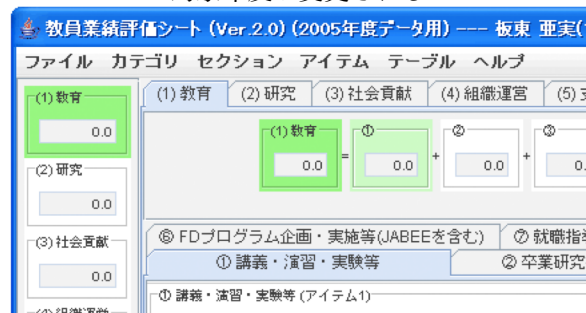 教員業績評価シート (Ver.2.0) (2005年度データ用) --- 板東 亜実(
ファイル カテゴリ セクション アイテム テーブル ヘルプ
(1) 教育 (2) 研究 (3) 社会貢献 (4) 組織運営 (5)
(1) 教育
0.0
(1) 教育 ① ② ③
0.0 = 0.0 + 0.0 + 0.
(2) 研究
0.0
(3) 社会貢献
0.0
⑥ FDプログラム企画・実施等(JABEEを含む) ⑦ 就職指導
① 講義・演習・実験等 ② 卒業研究
① 講義・演習・実験等 (アイテム1)